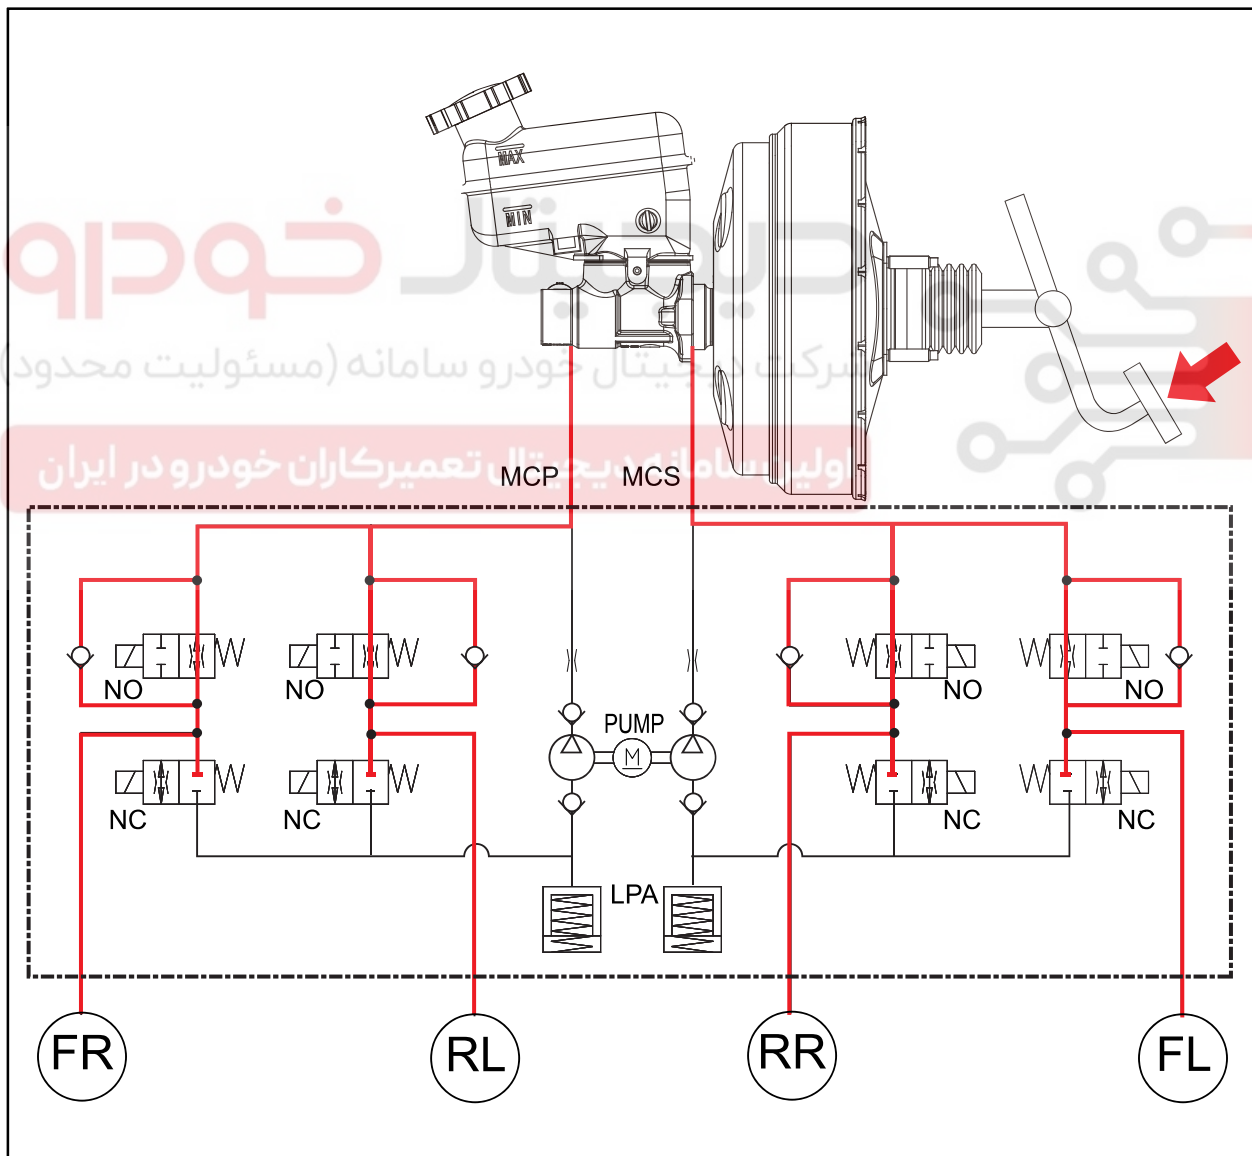 MAX
MIN
دیجیتال خودرو
شرکت دیجیتال خودرو سامانه (مسئولیت محدود)
اولین سامانه دیجیتال تعمیرکاران خودرو در ایران
MCP
MCS
NO
NO
NO
NO
PUMP
M
NC
NC
NC
NC
LPA
FR
RL
RR
FL